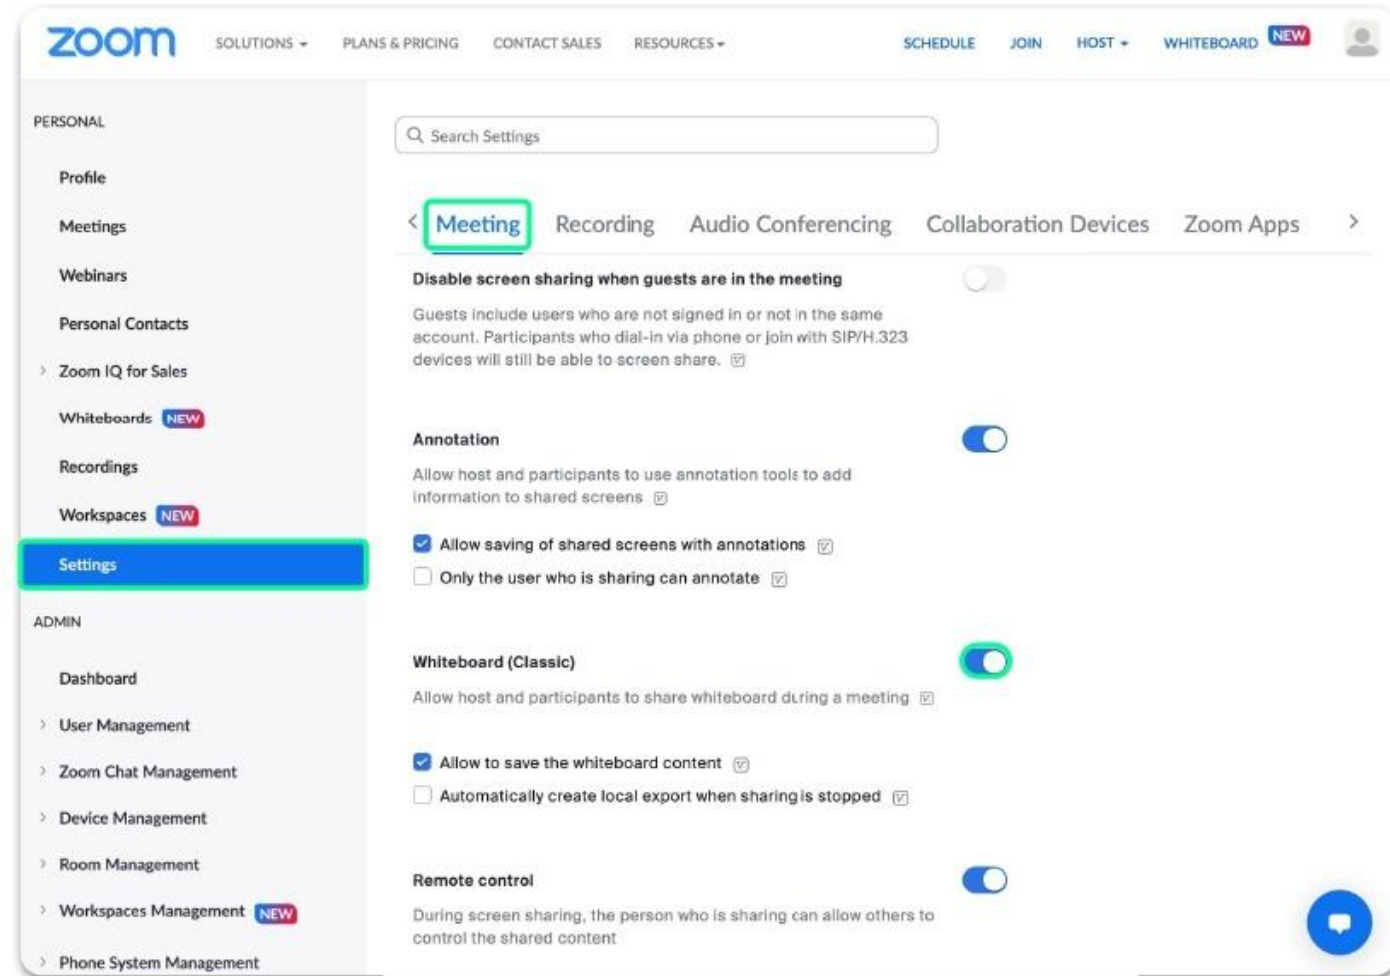 zoom SOLUTIONS PLANS & PRICING CONTACT SALES RESOURCES SCHEDULE JOIN HOST WHITEBOARD NEW
PERSONAL
Profile
Meetings
Webinars
Personal Contacts
Zoom IQ for Sales
Whiteboards NEW
Recordings
Workspaces NEW
Settings
ADMIN
Dashboard
User Management
Zoom Chat Management
Device Management
Room Management
Workspaces Management NEW
Phone System Management
Search Settings
Meeting Recording Audio Conferencing Collaboration Devices Zoom Apps
Disable screen sharing when guests are in the meeting
Guests include users who are not signed in or not in the same
account. Participants who dial-in via phone or join with SIP/H.323
devices will still be able to screen share.
Annotation
Allow host and participants to use annotation tools to add
information to shared screens
Allow saving of shared screens with annotations
Only the user who is sharing can annotate
Whiteboard (Classic)
Allow host and participants to share whiteboard during a meeting
Allow to save the whiteboard content
Automatically create local export when sharing is stopped
Remote control
During screen sharing, the person who is sharing can allow others to
control the shared content